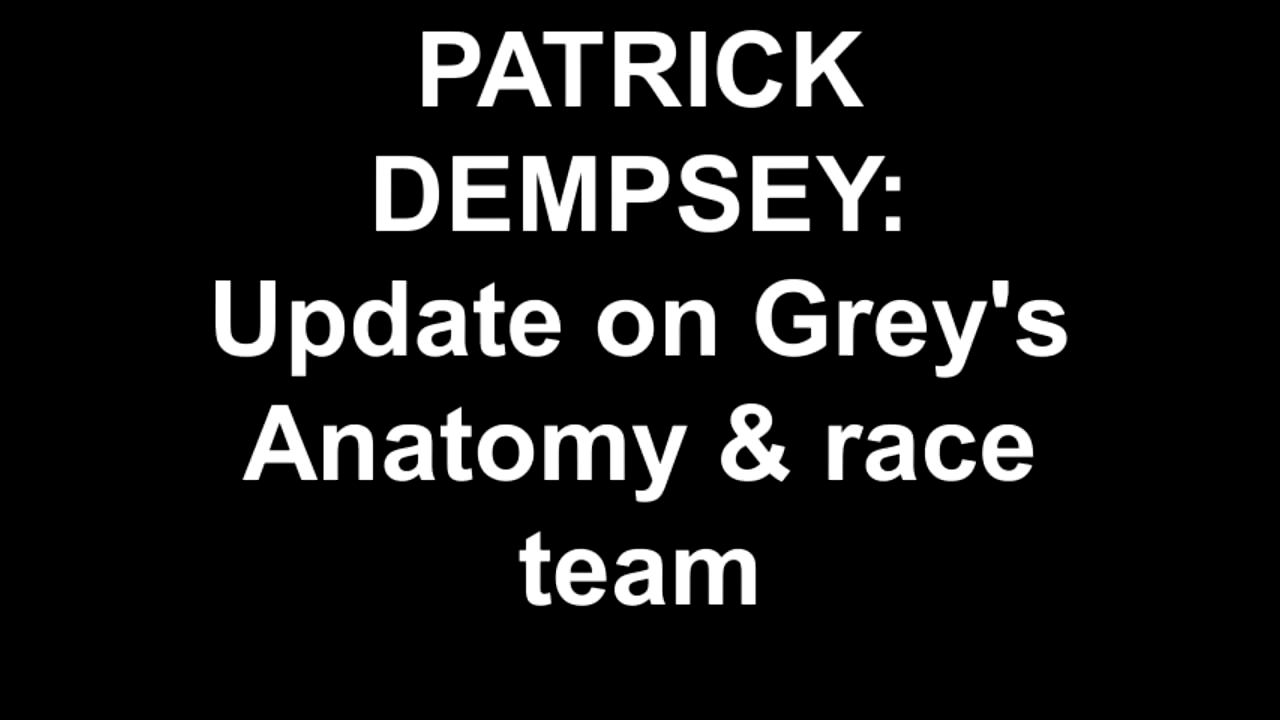 PATRICK
DEMPSEY:
Update on Grey's
Anatomy & race
team